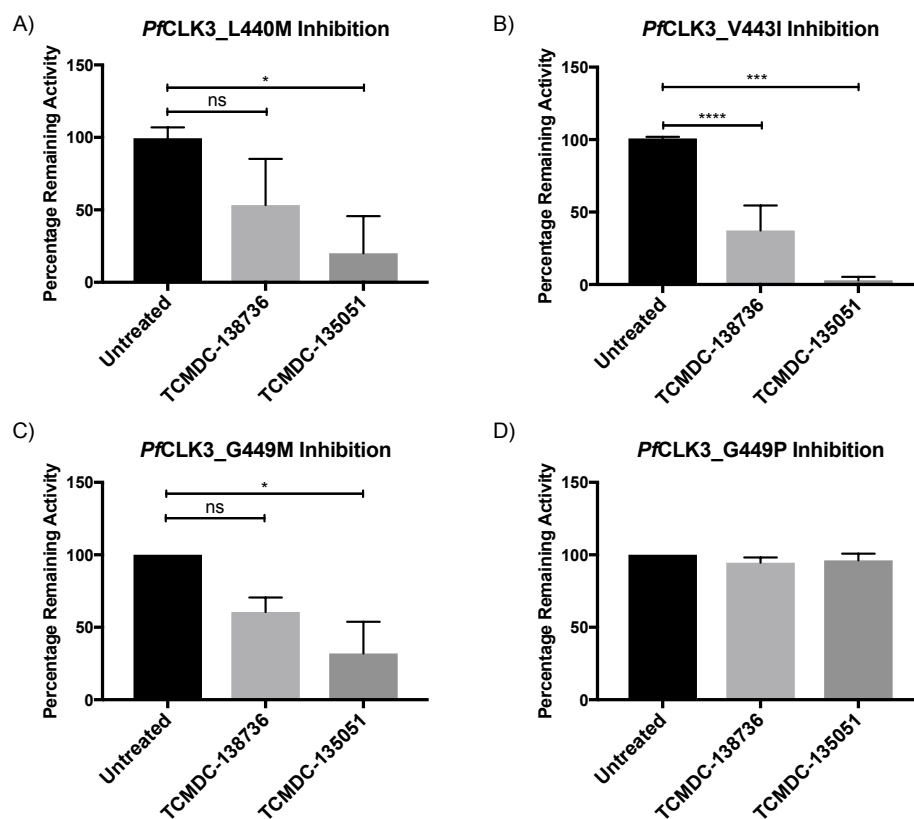 A)
PfCLK3_L440M Inhibition
Percentage Remaining Activity
150
100
50
0
*
ns
Untreated
TCMDC-138736
TCMDC-135051
B)
PfCLK3_V443I Inhibition
Percentage Remaining Activity
150
100
50
0
***
****
Untreated
TCMDC-138736
TCMDC-135051
C)
PfCLK3_G449M Inhibition
Percentage Remaining Activity
150
100
50
0
*
ns
Untreated
TCMDC-138736
TCMDC-135051
D)
PfCLK3_G449P Inhibition
Percentage Remaining Activity
150
100
50
0
Untreated
TCMDC-138736
TCMDC-135051